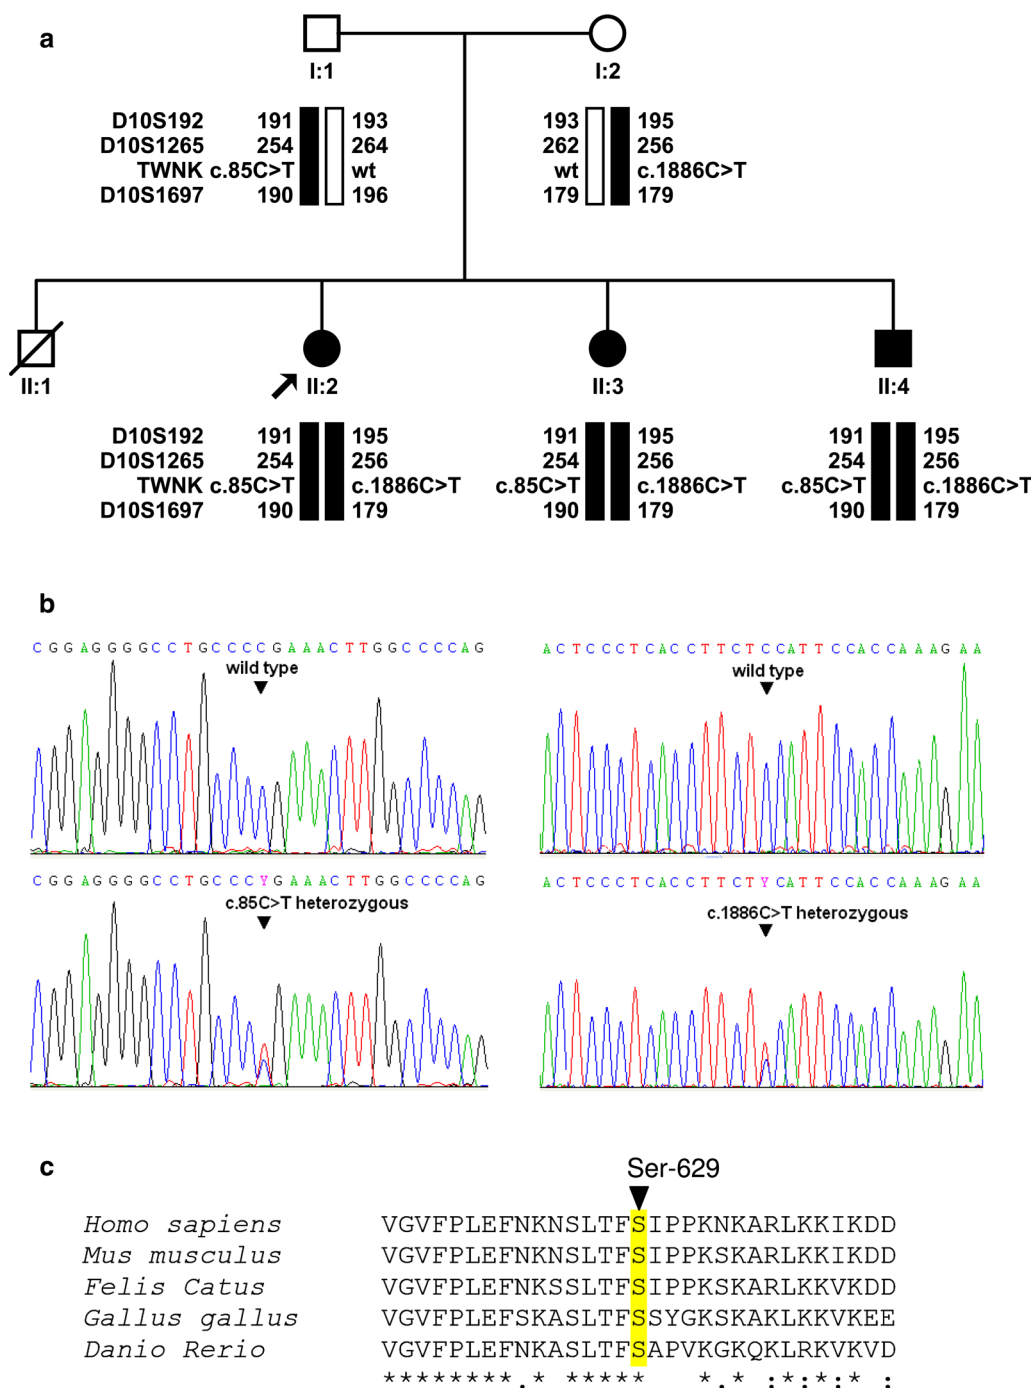 a
I:1 I:2
D10S192 191 193 193 195
D10S1265 254 264 262 256
TWNK c.85C>T wt wt c.1886C>T
D10S1697 190 196 179 179
II:1 II:2 II:3 II:4
D10S192 191 195 191 195 191 195
D10S1265 254 256 254 256 254 256
TWNK c.85C>T c.1886C>T c.85C>T c.1886C>T c.85C>T c.1886C>T
D10S1697 190 179 190 179 190 179
b
C G G A G G G G C C T G C C C C G A A A C T T G G C C C C A G
wild type
A C T C C C T C A C C T T C T C C A T T C C A C C A A A G A A
wild type
C G G A G G G G C C T G C C C Y G A A A C T T G G C C C C A G
c.85C>T heterozygous
A C T C C C T C A C C T T C T Y C A T T C C A C C A A A G A A
c.1886C>T heterozygous
c
Ser-629
Homo sapiens VGVFPLEFNKNSLTFSIPPKNKARLKKIKDD
Mus musculus VGVFPLEFNKNSLTFSIPPKSKARLKKIKDD
Felis Catus VGVFPLEFNKSSLTFSIPPKSKARLKKVKDD
Gallus gallus VGVFPLEFSKASLTFSSYGKSKAKLKKVKEE
Danio Rerio VGVFPLEFNKASLTFSAPVKGKQKLRKVKVD
********.* ***** *.* :*:*:* :